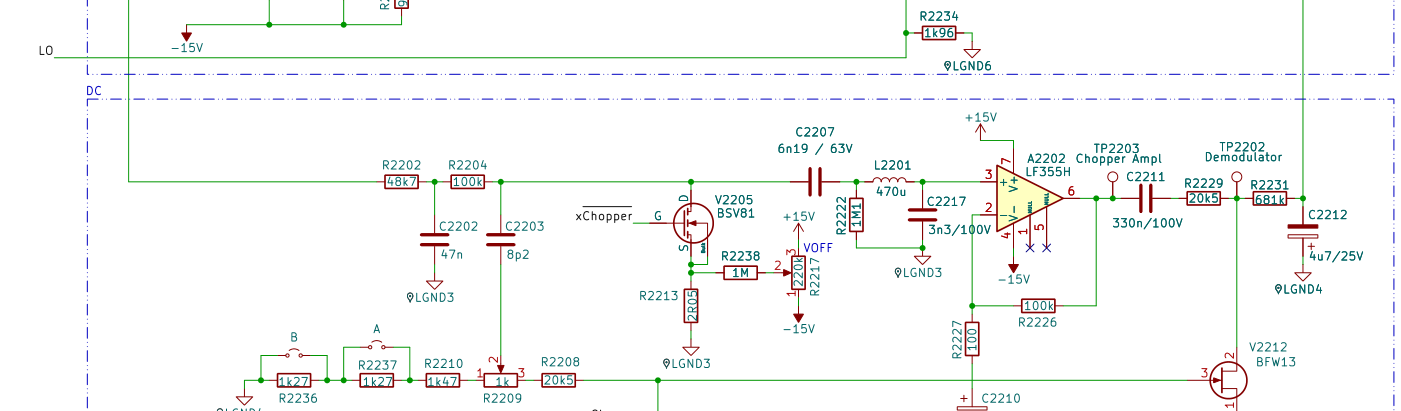 R2234
1k96
LO
-15V
LGND6
DC
C2207
6n19 / 63V
+15V
A2202
LF355H
TP2203
Chopper Ampl
TP2202
Demodulator
R2202
48k7
R2204
100k
L2201
470u
C2211
330n/100V
R2229
20k5
R2231
681k
3
2
6
7
4
1
5
+
-
V+
V-
NULL
NULL
xChopper
G
D
S
V2205
BSV81
R2222
1M1
C2217
3n3/100V
C2212
+
4u7/25V
C2202
47n
C2203
8p2
+15V
VOFF
R2238
1M
2
3
1
220k
R2217
LGND3
-15V
LGND4
LGND3
R2213
2R05
-15V
100k
R2226
R2227
100
LGND3
B
A
V2212
BFW13
R2237
R2210
R2208
1k27
1k27
1k47
1
2
3
1k
20k5
R2236
R2209
3
2
1
+
C2210